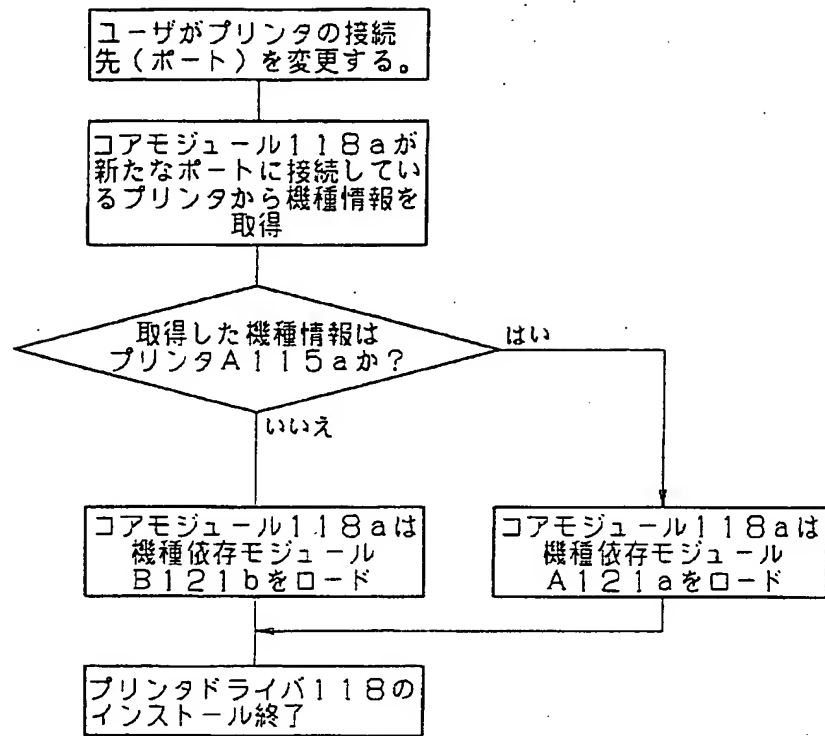 ユーザがプリンタの接続
先（ポート）を変更する。
コアモジュール１１８ａが
新たなポートに接続してい
るプリンタから機種情報を
取得
取得した機種情報は
プリンタＡ１１５ａか？
はい
いいえ
コアモジュール１１８ａは
機種依存モジュール
Ｂ１２１ｂをロード
コアモジュール１１８ａは
機種依存モジュール
Ａ１２１ａをロード
プリンタドライバ１１８の
インストール終了